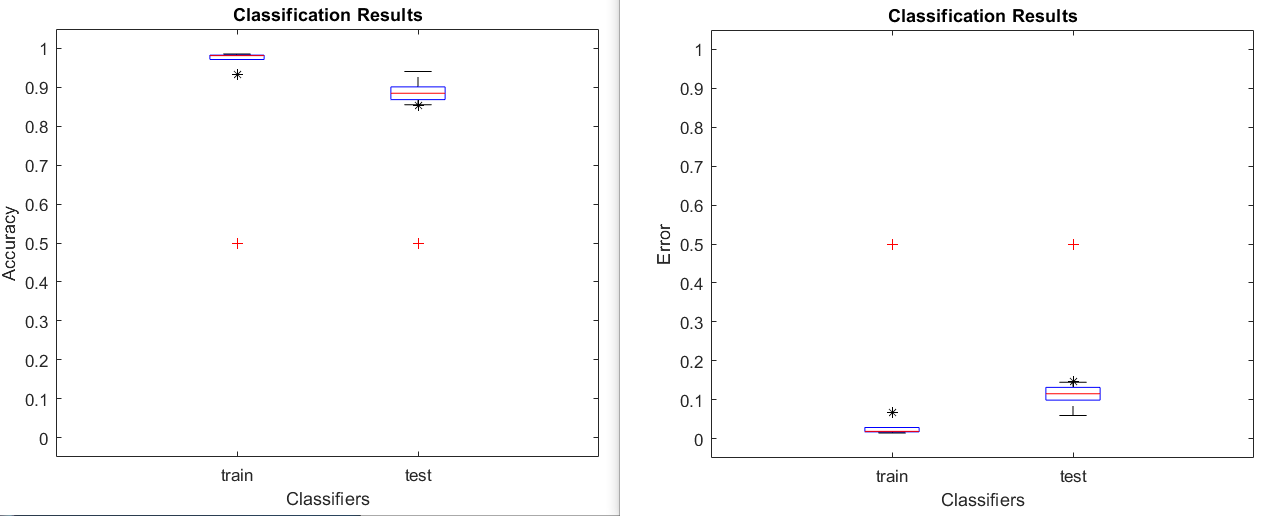 Classification Results
1
0.9
0.8
0.7
0.6
0.5
0.4
0.3
0.2
0.1
0
Accuracy
train test
Classifiers
Classification Results
1
0.9
0.8
0.7
0.6
0.5
0.4
0.3
0.2
0.1
0
Error
train test
Classifiers